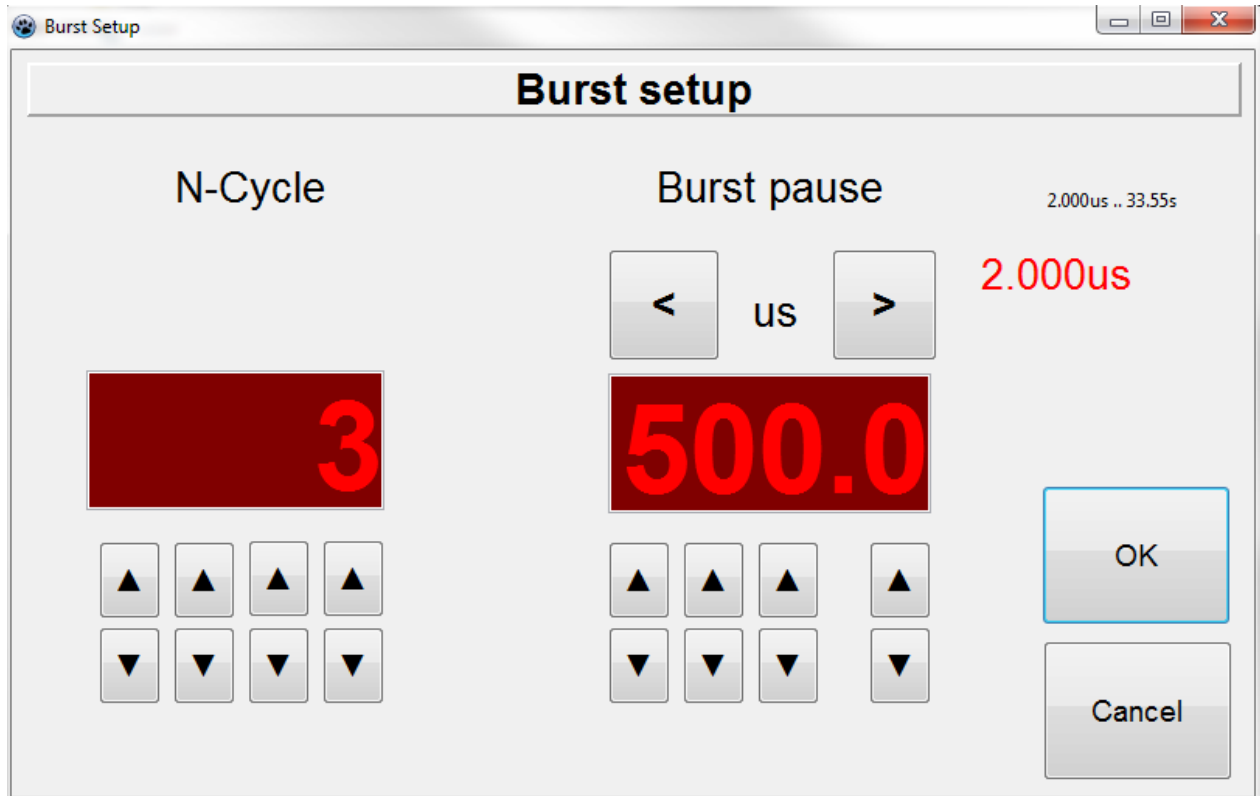 Burst Setup
Burst setup
N-Cycle
Burst pause
2.000us .. 33.55s
< us >
2.000us
3
500.0
▲ ▲ ▲ ▲ ▲ ▲ ▲ ▲
OK
▼ ▼ ▼ ▼ ▼ ▼ ▼ ▼
Cancel